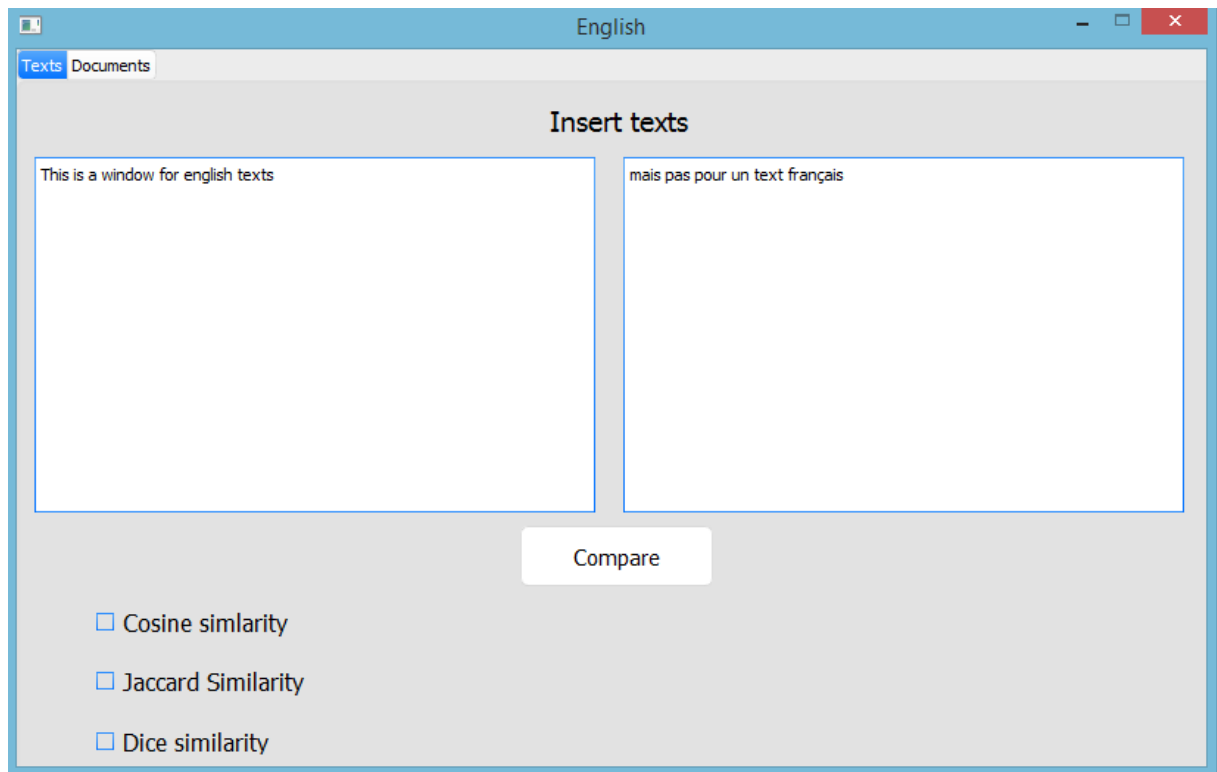 English
Texts Documents
Insert texts
This is a window for english texts
mais pas pour un text français
Compare
Cosine simlarity
Jaccard Similarity
Dice similarity